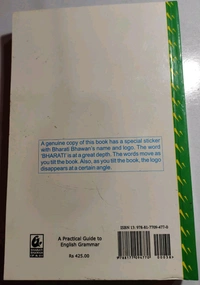 A genuine copy of this book has a special sticker
with Bharati Bhawan's name and logo. The word
'BHARATI' is at a great depth. The words move as
you tilt the book. Also, as you tilt the book, the logo
disappears at a certain angle.
A Practical Guide to
English Grammar
Rs 425.00